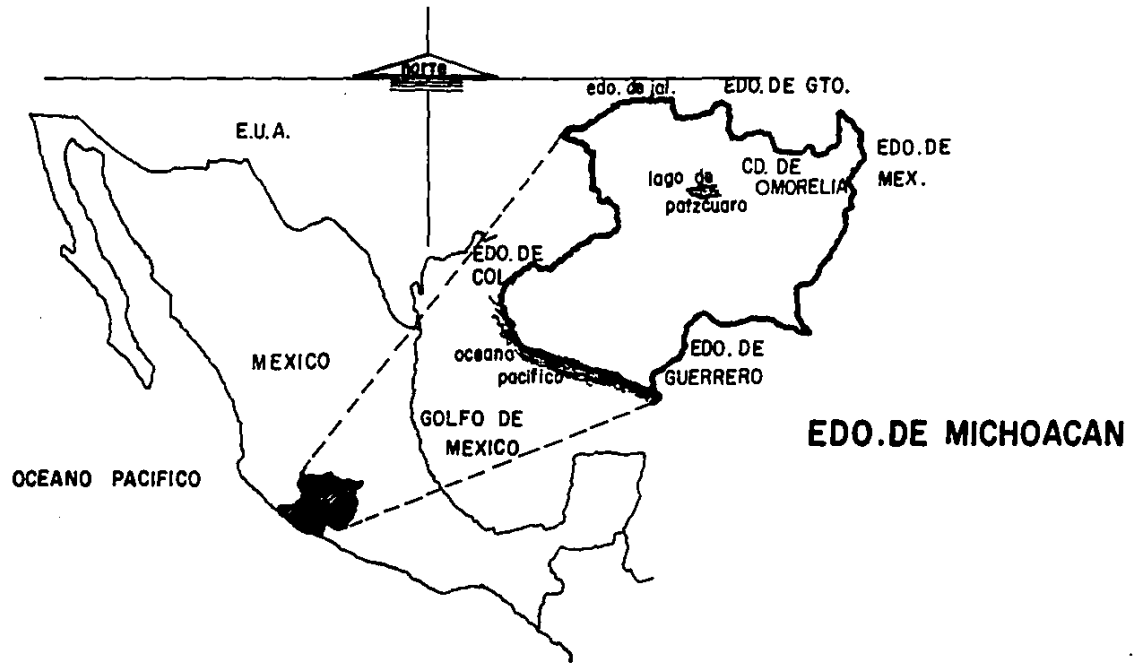 norte
edo. de jal.
EDO. DE GTO.
E.U.A.
EDO. DE
MEX.
CD. DE
OMORELIA
lago de
patzcuaro
EDO. DE
COL
MEXICO
oceano
pacifico
EDO. DE
GUERRERO
GOLFO DE
MEXICO
EDO. DE MICHOACAN
OCEANO PACIFICO